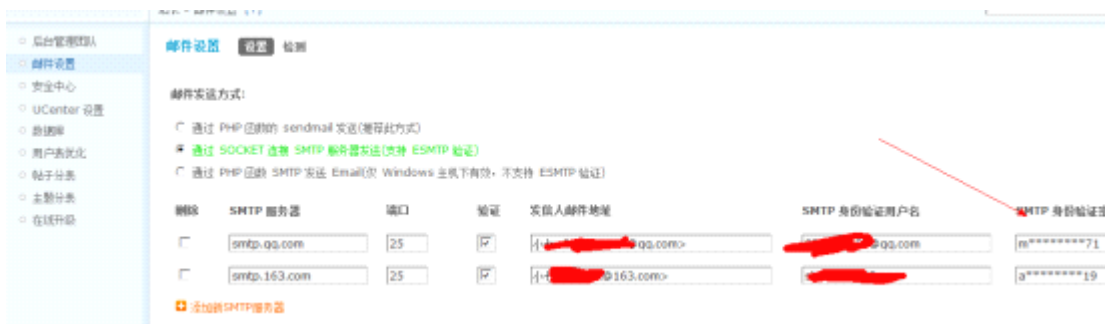 后台管理团队
邮件设置
安全中心
UCenter 设置
数据库
用户表优化
帖子分表
主题分表
在线升级
邮件设置 设置 检测
邮件发送方式:
通过 PHP 函数的 sendmail 发送(推荐此方式)
通过 SOCKET 连接 SMTP 服务器发送(支持 ESMTP 验证)
通过 PHP 函数 SMTP 发送 Email(仅 Windows 主机下有效, 不支持 ESMTP 验证)
删除 SMTP 服务器 端口 验证 发信人邮件地址 SMTP 身份验证用户名 SMTP 身份验证密
smtp.qq.com 25 qq.com> @qq.com m********71
smtp.163.com 25 @163.com> a********19
添加新SMTP服务器